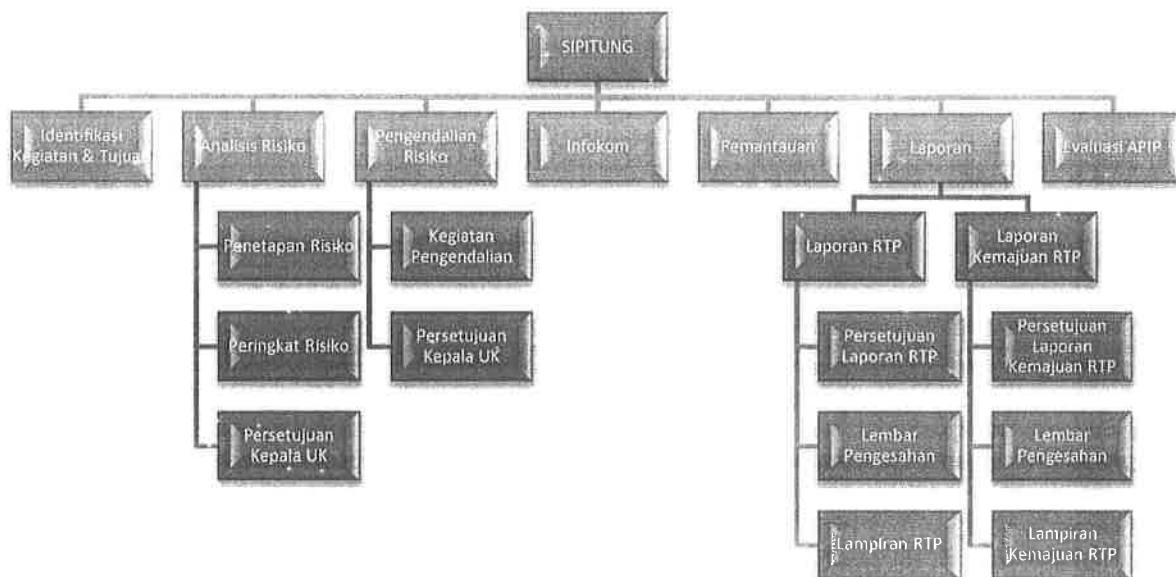 SIPITUNG
Identifikasi
Kegiatan & Tujuan
Analisis Risiko
Pengendalian
Risiko
Infokom
Pemantauan
Laporan
Evaluasi APIP
Penetapan Risiko
Peringkat Risiko
Persetujuan
Kepala UK
Kegiatan
Pengendalian
Persetujuan
Kepala UK
Laporan RTP
Persetujuan
Laporan RTP
Lembar
Pengesahan
Lampiran RTP
Laporan
Kemajuan RTP
Persetujuan
Laporan
Kemajuan RTP
Lembar
Pengesahan
Lampiran
Kemajuan RTP